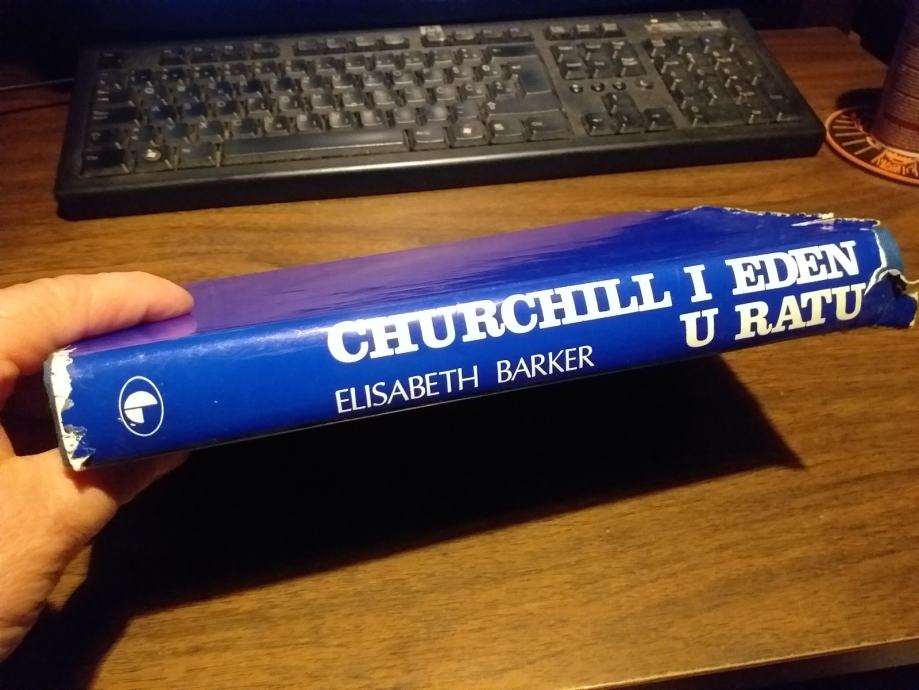 CHURCHILL I EDEN
U RATU
ELISABETH BARKER